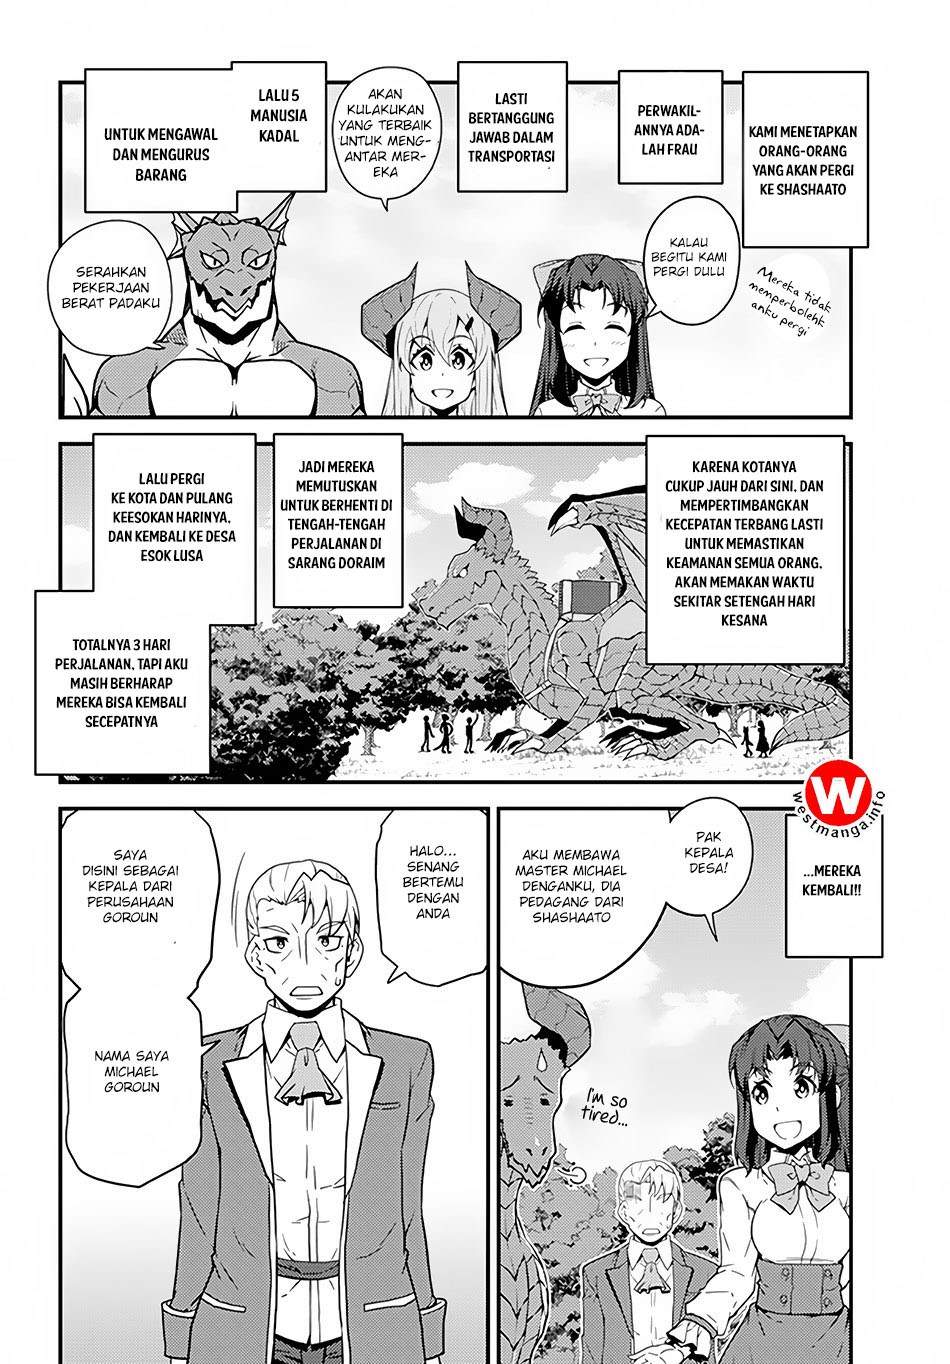 KAMI MENETAPKAN
ORANG-ORANG
YANG AKAN PERGI
KE SHASHAATO
PERWAKIL-
ANNYA ADA-
LAH FRAU
KALAU
BEGITU KAMI
PERGI DULU
Mereka tidak
memperbolehk
anku pergi
LASTI
BERTANGGUNG
JAWAB DALAM
TRANSPORTASI
AKAN
KULAKUKAN
YANG TERBAIK
UNTUK MENG-
ANTAR MER-
EKA
LALU 5
MANUSIA
KADAL
UNTUK MENGAWAL
DAN MENGURUS
BARANG
SERAHKAN
PEKERJAAN
BERAT PADAKU
KARENA KOTANYA
CUKUP JAUH DARI SINI, DAN
MEMPERTIMBANGKAN
KECEPATAN TERBANG LASTI
UNTUK MEMASTIKAN
KEAMANAN SEMUA ORANG,
AKAN MEMAKAN WAKTU
SEKITAR SETENGAH HARI
KESANA
JADI MEREKA
MEMUTUSKAN
UNTUK BERHENTI DI
TENGAH-TENGAH
PERJALANAN DI
SARANG DORAIM
LALU PERGI
KE KOTA DAN PULANG
KEESOKAN HARINYA,
DAN KEMBALI KE DESA
ESOK LUSA
TOTALNYA 3 HARI
PERJALANAN, TAPI AKU
MASIH BERHARAP
MEREKA BISA KEMBALI
SECEPATNYA
W
westmanga.info
...MEREKA
KEMBALI!!
PAK
KEPALA
DESA!
AKU MEMBAWA
MASTER MICHAEL
DENGANKU, DIA
PEDAGANG DARI
SHASHAATO
I'm so
tired...
HALO...
SENANG
BERTEMU
DENGAN
ANDA
SAYA
DISINI SEBAGAI
KEPALA DARI
PERUSAHAAN
GOROUN
NAMA SAYA
MICHAEL
GOROUN